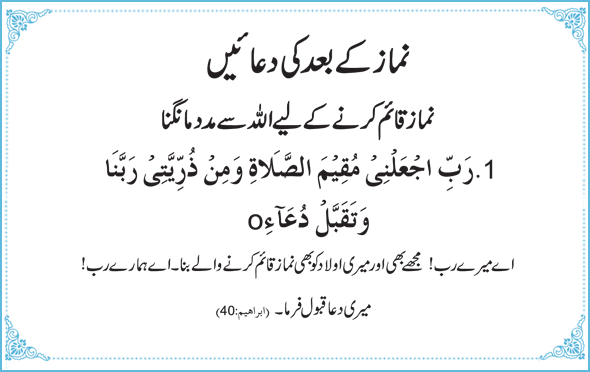 نماز کے بعد کی دعائیں
نماز قائم کرنے کے لیے اللہ سے مدد مانگنا
1.رَبِّ اجْعَلْنِیْ مُقِیْمَ الصَّلَاةِ وَمِنْ ذُرِّیَّتِیْ رَبَّنَا
وَتَقَبَّلْ دُعَآءِo
اے میرے رب! مجھے بھی اور میری اولاد کو بھی نماز قائم کرنے والے بنا۔ اے ہمارے رب!
میری دعا قبول فرما۔ (ابراھیم:40)